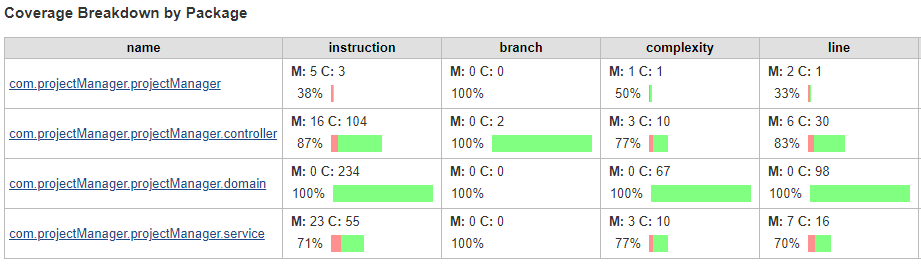 Coverage Breakdown by Package
name instruction branch complexity line
com.projectManager.projectManager M: 5 C: 3 M: 0 C: 0 M: 1 C: 1 M: 2 C: 1
38% 100% 50% 33%
com.projectManager.projectManager.controller M: 16 C: 104 M: 0 C: 2 M: 3 C: 10 M: 6 C: 30
87% 100% 77% 83%
com.projectManager.projectManager.domain M: 0 C: 234 M: 0 C: 0 M: 0 C: 67 M: 0 C: 98
100% 100% 100% 100%
com.projectManager.projectManager.service M: 23 C: 55 M: 0 C: 0 M: 3 C: 10 M: 7 C: 16
71% 100% 77% 70%